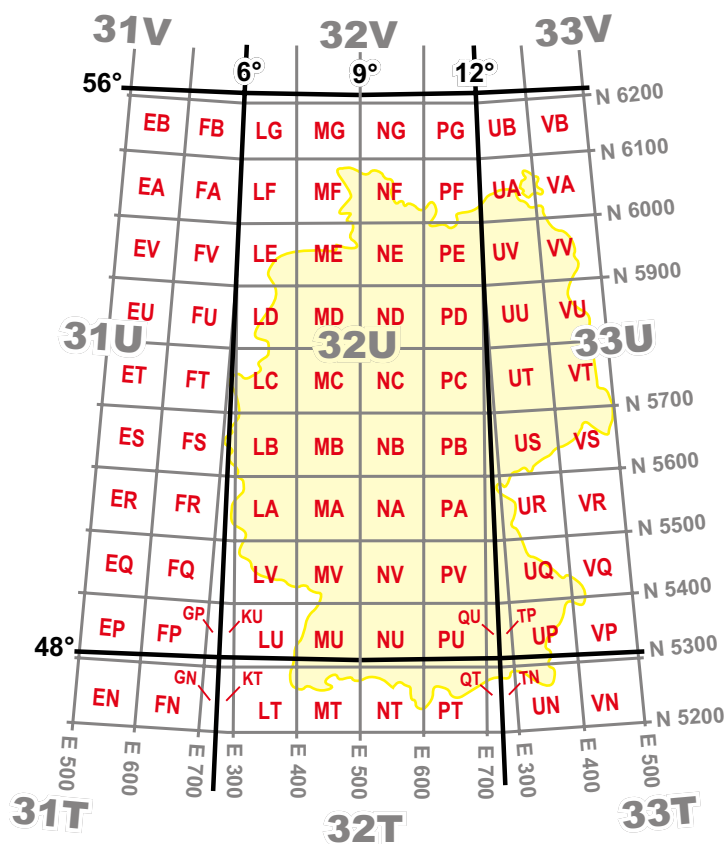 31V 32V 33V
6° 9° 12°
56°
N 6200
EB FB LG MG NG PG UB VB
N 6100
EA FA LF MF NF PF UA VA
N 6000
EV FV LE ME NE PE UV VV
N 5900
EU FU LD MD ND PD UU VU
31U 32U 33U
ET FT LC MC NC PC UT VT
N 5700
ES FS LB MB NB PB US VS
N 5600
ER FR LA MA NA PA UR VR
N 5500
EQ FQ LV MV NV PV UQ VQ
N 5400
GP KU QU TP
EP FP LU MU NU PU UP VP
48°
N 5300
GN KT QT TN
EN FN LT MT NT PT UN VN
N 5200
E 500 E 600 E 700 E 300 E 400 E 500 E 600 E 700 E 300 E 400 E 500
31T 32T 33T